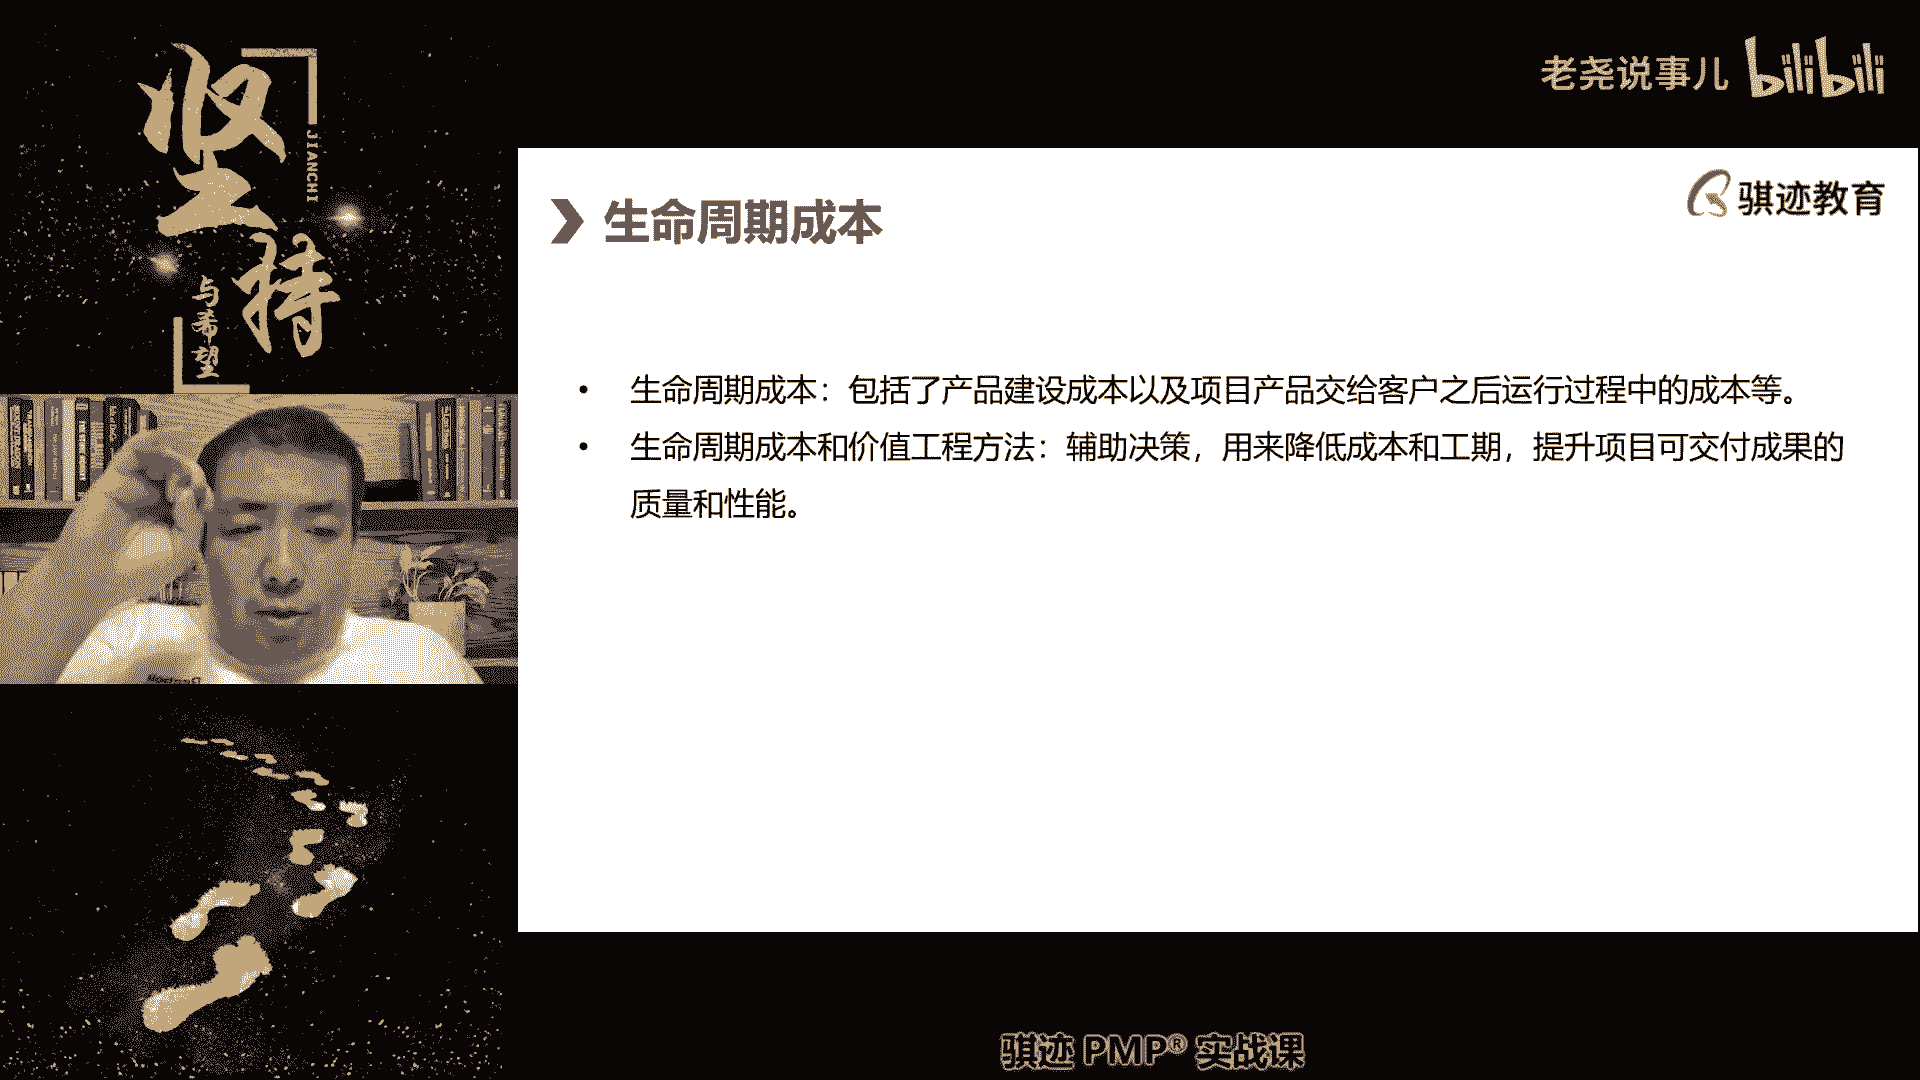 坚持
JIANCHI
与希望
老尧说事儿 bilibili
骐迹教育
生命周期成本
• 生命周期成本：包括了产品建设成本以及项目产品交给客户之后运行过程中的成本等。
• 生命周期成本和价值工程方法：辅助决策，用来降低成本和工期，提升项目可交付成果的
质量和性能。
骐迹 PMP® 实战课